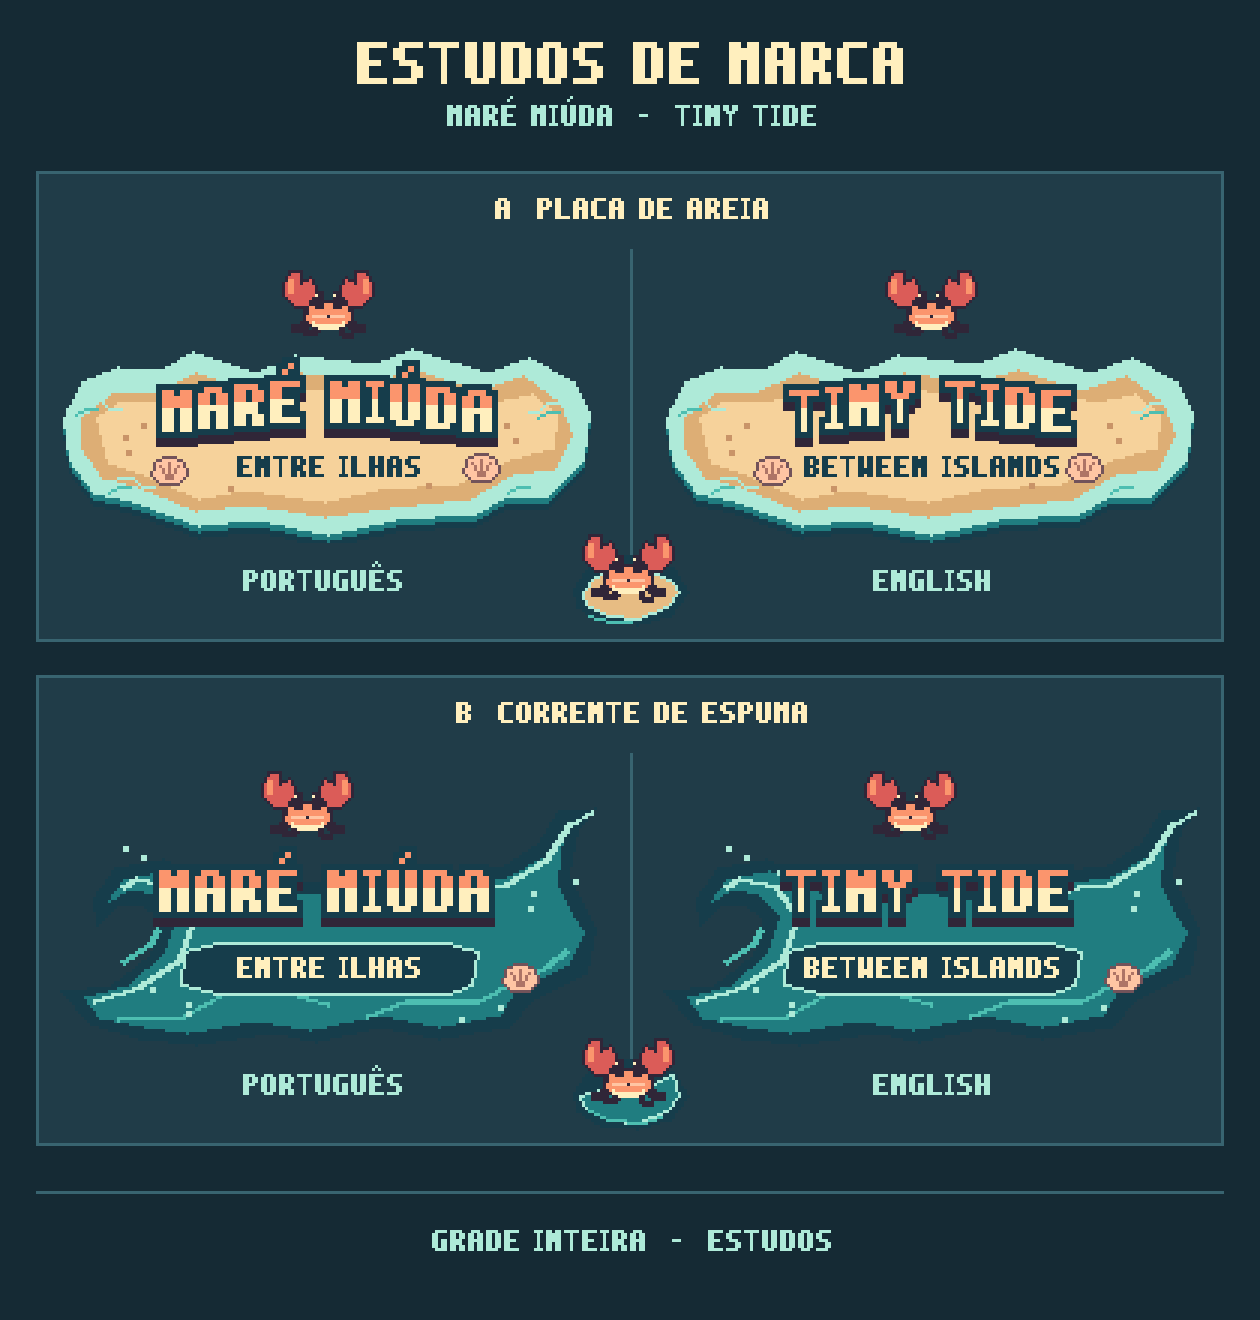 ESTUDOS DE MARCA
MARÉ MIÚDA - TINY TIDE
A PLACA DE AREIA
MARÉ MIÚDA
ENTRE ILHAS
PORTUGUÊS
TINY TIDE
BETWEEN ISLANDS
ENGLISH
B CORRENTE DE ESPUMA
MARÉ MIÚDA
ENTRE ILHAS
PORTUGUÊS
TINY TIDE
BETWEEN ISLANDS
ENGLISH
GRADE INTEIRA - ESTUDOS